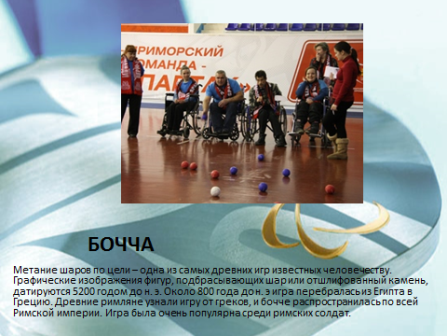 ПРИМОРСКИЙ
КОМАНДА -
ПАРТАК
БОЧЧА
Метание шаров по цели – одна из самых древних игр известных человечеству.
Графические изображения фигур, подбрасывающих шар или отшлифованный камень,
датируются 5200 годом до н. э. Около 800 года до н. э игра перебралась из Египта в
Грецию. Древние римляне узнали игру от греков, и бочче распространилась по всей
Римской империи. Игра была очень популярна среди римских солдат.